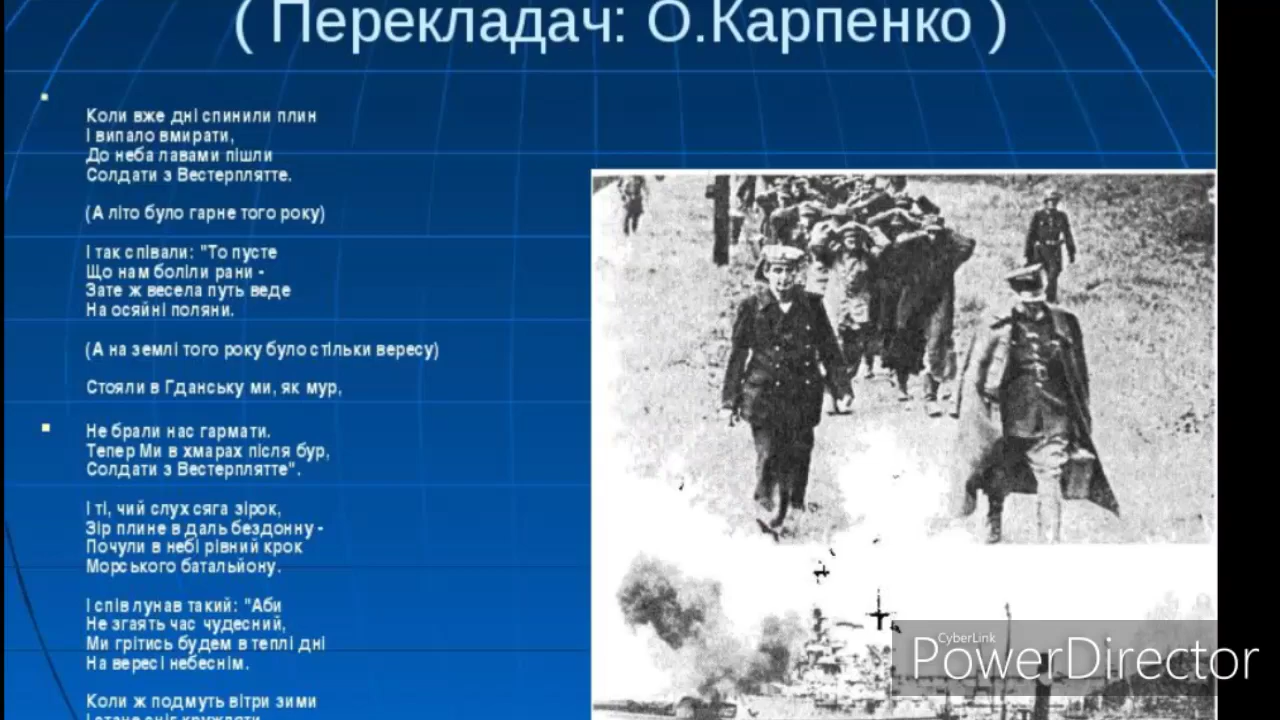 ( Перекладач: О.Карпенко )
Коли вже дні спинили плин
І випало вмирати,
До неба лавами пішли
Солдати з Вестерплятте.
(А літо було гарне того року)
І так співали: "То пусте
Що нам боліли рани -
Зате ж весела путь веде
На осяйні поляни.
(А на землі того року було стільки вересу)
Стояли в Гданську ми, як мур,
Не брали нас гармати.
Тепер Ми в хмарах після бур,
Солдати з Вестерплятте".
І ті, чий слух сяга зірок,
Зір плине в даль бездонну -
Почули в небі рівний крок
Морського батальйону.
І спів лунав такий: "Аби
Не згаять час чудесний,
Ми грітись будем в теплі дні
На вересі небеснім.
Коли ж подмуть вітри зими
CyberLink
PowerDirector